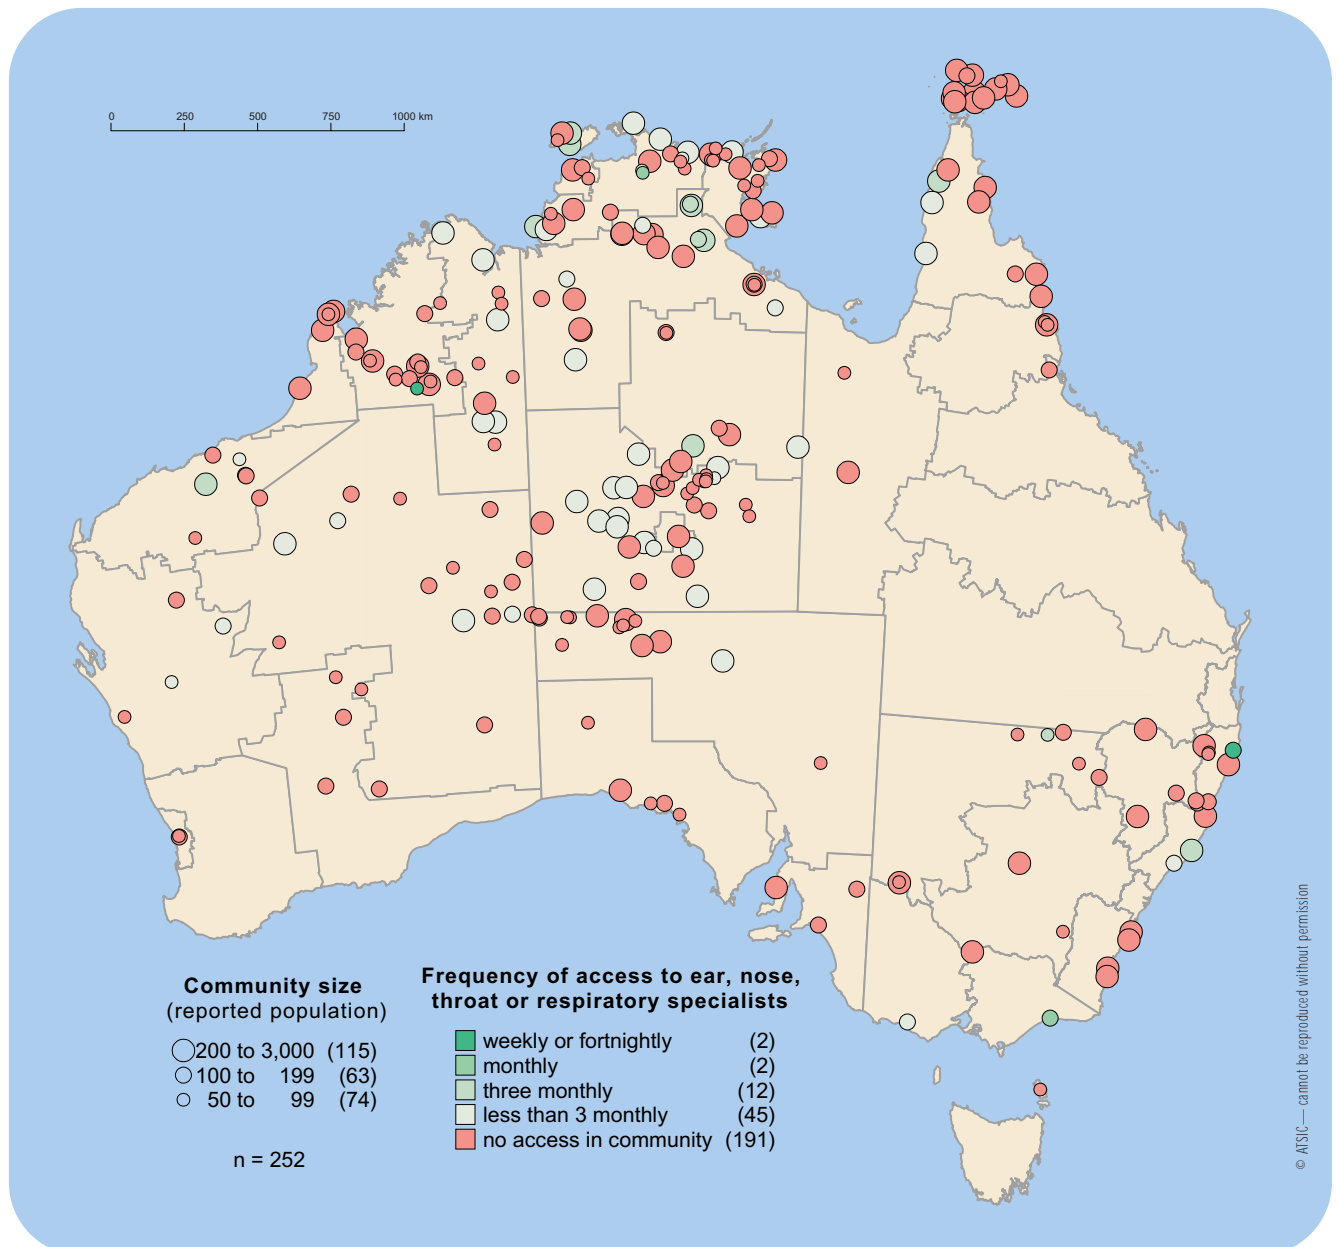 0 250 500 750 1000 km
Community size
(reported population)
200 to 3,000 (115)
100 to 199 (63)
50 to 99 (74)
n = 252
Frequency of access to ear, nose,
throat or respiratory specialists
weekly or fortnightly (2)
monthly (2)
three monthly (12)
less than 3 monthly (45)
no access in community (191)
© ATSIC — cannot be reproduced without permission